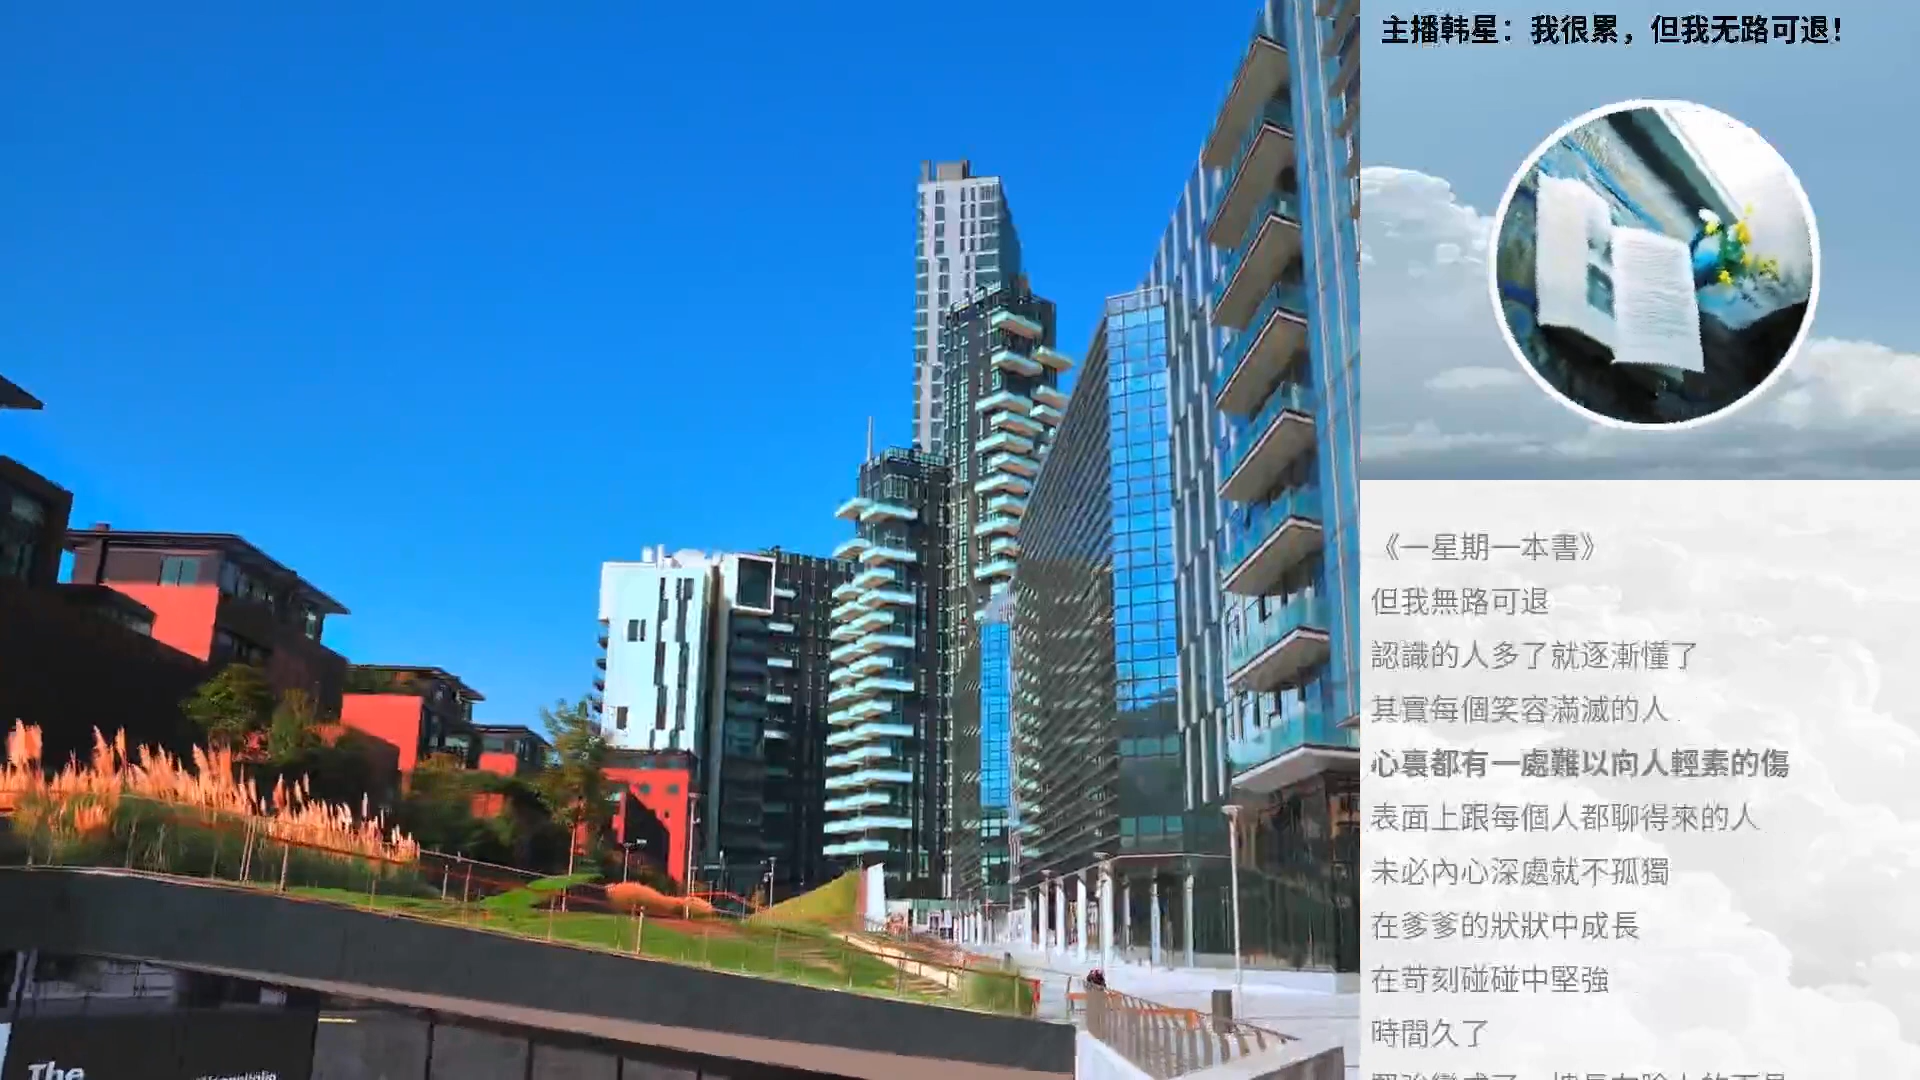 主播韩星：我很累，但我无路可退！
《一星期一本書》
但我無路可退
認識的人多了就逐漸懂了
其實每個笑容滿滅的人
心裏都有一處難以向人輕素的傷
表面上跟每個人都聊得來的人
未必內心深處就不孤獨
在爹爹的狀狀中成長
在苛刻碰碰中堅強
時間久了
The